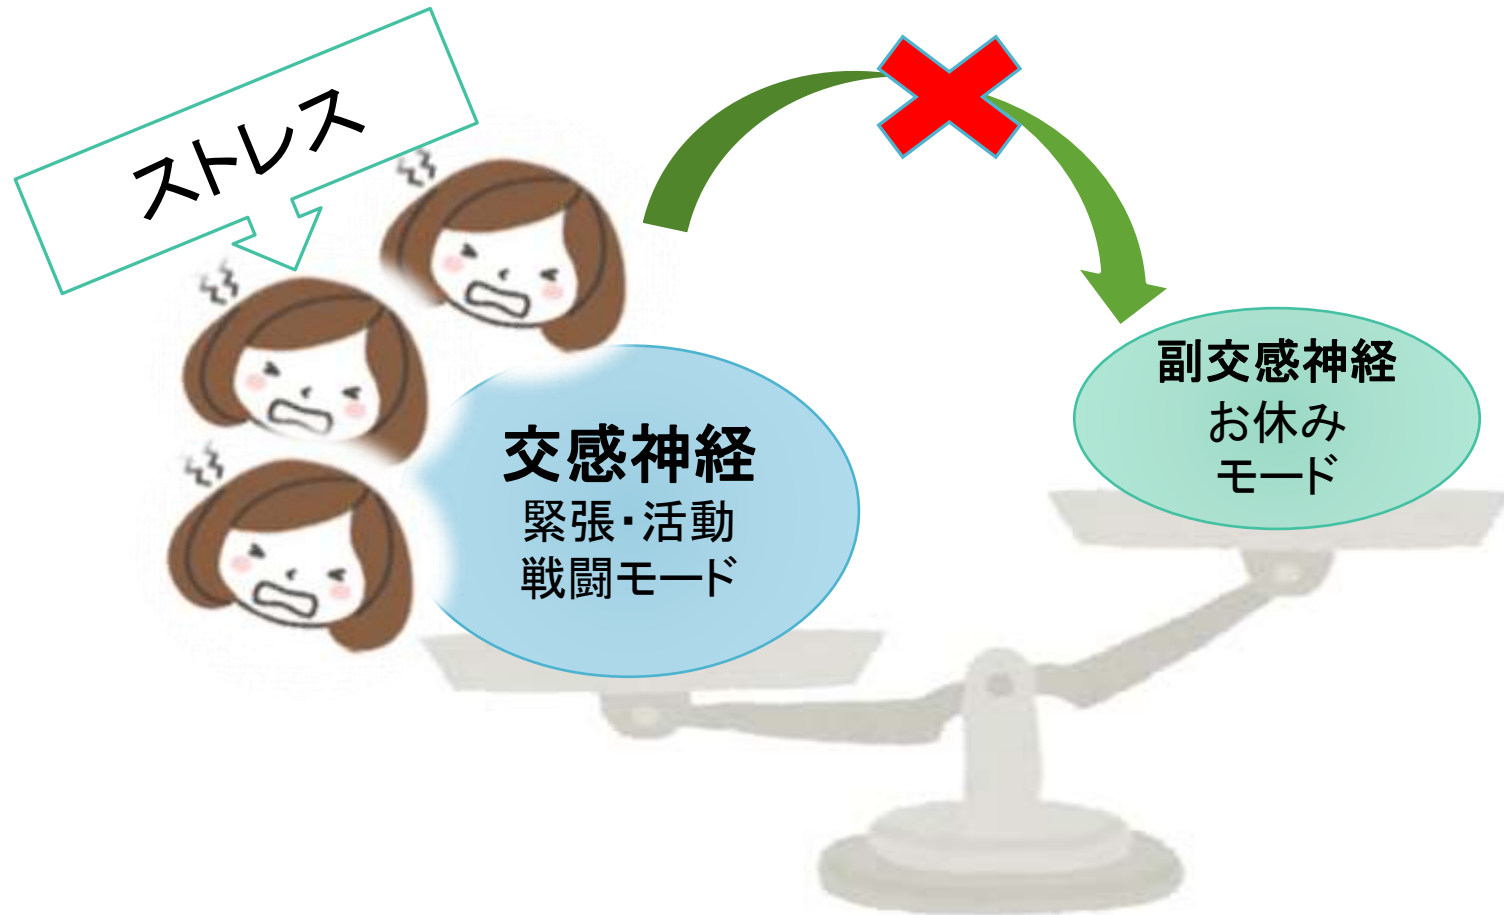 ストレス
交感神経
緊張・活動
戦闘モード
副交感神経
お休み
モード